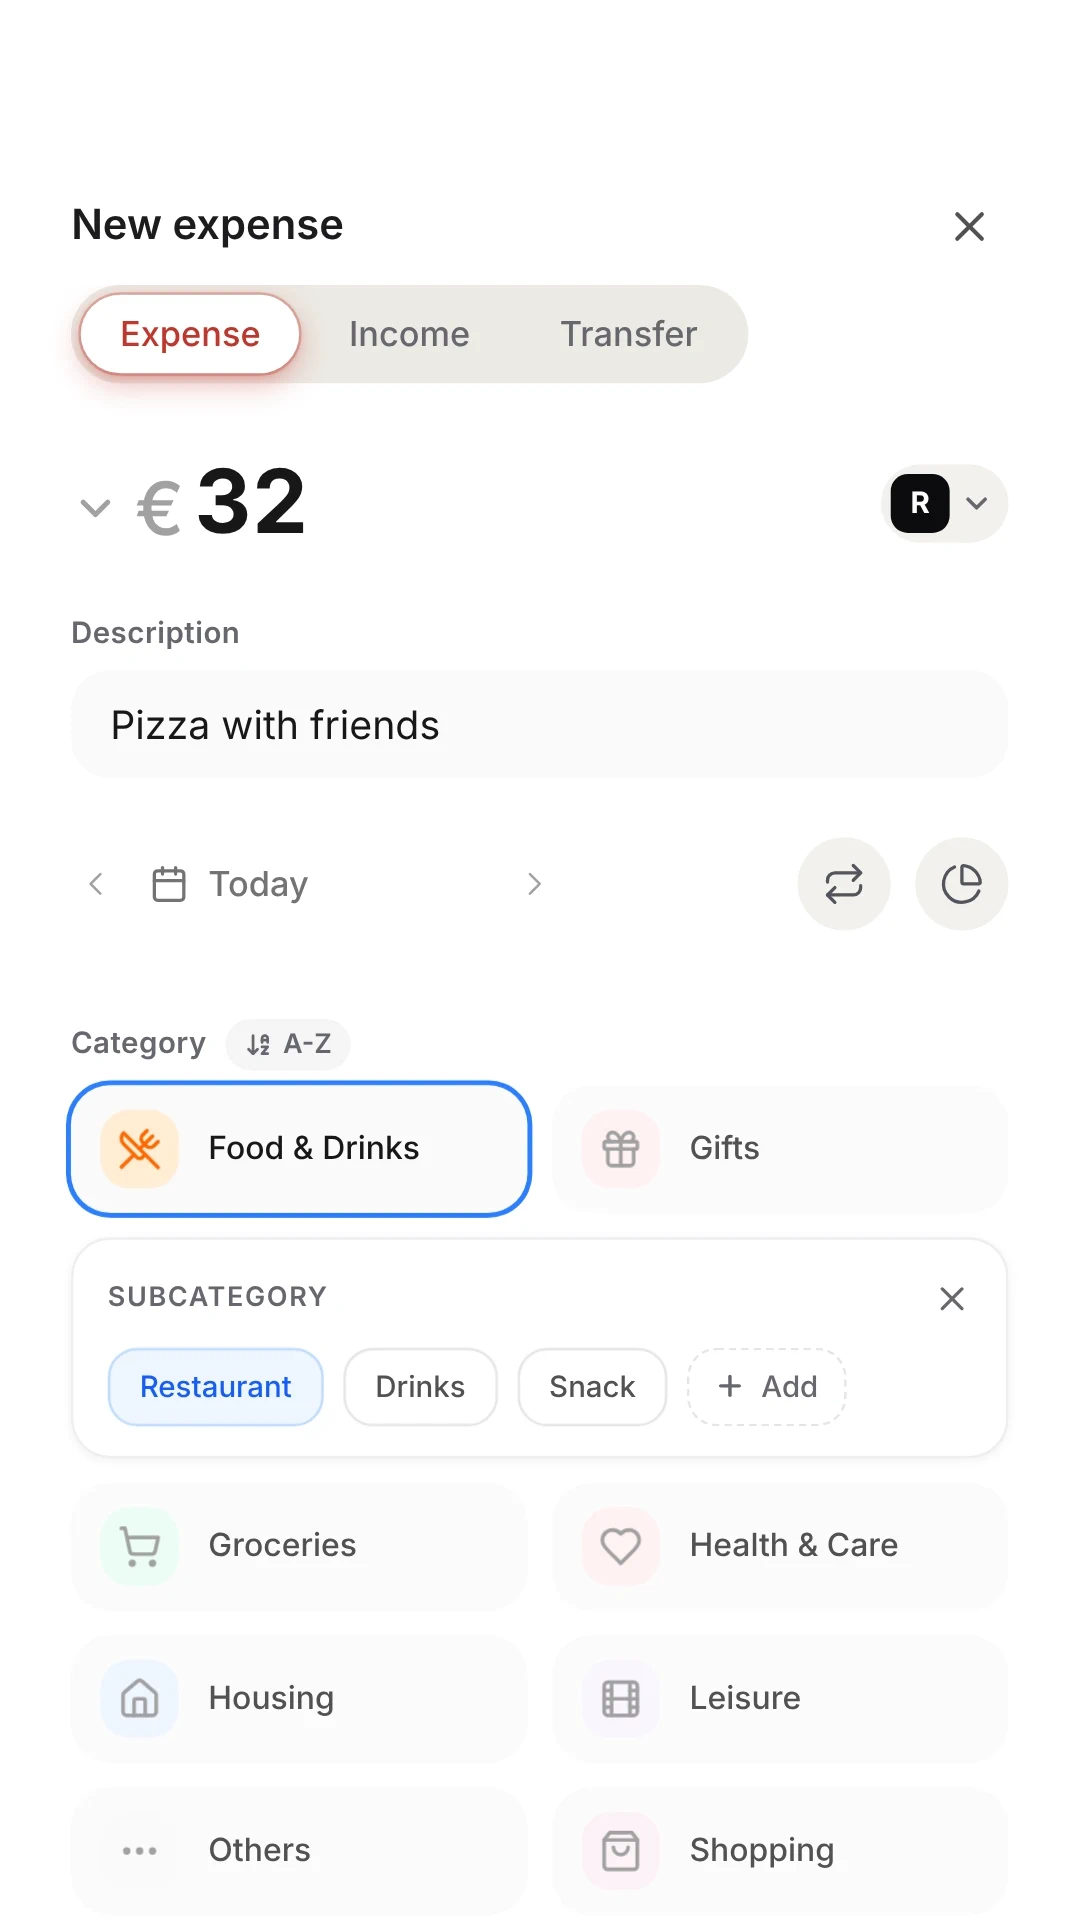 New expense
Expense Income Transfer
€ 32 R
Description
Pizza with friends
Today
Category A-Z
Food & Drinks Gifts
SUBCATEGORY
Restaurant Drinks Snack + Add
Groceries Health & Care
Housing Leisure
Others Shopping